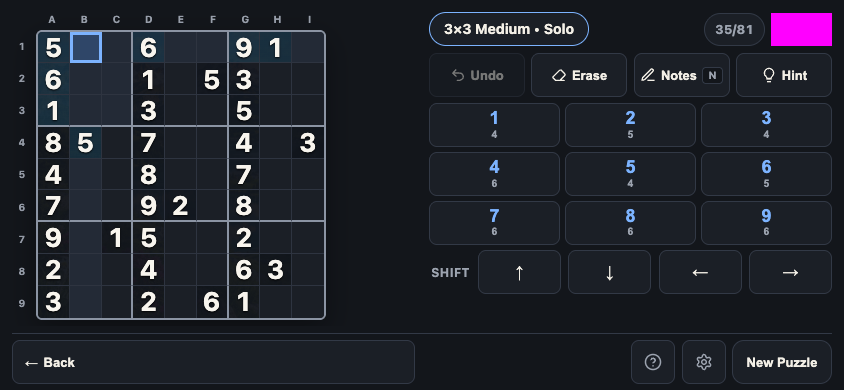 A B C D E F G H I
3×3 Medium • Solo
35/81
1 5 6 9 1
2 6 1 5 3
3 1 3 5
4 8 5 7 4 3
5 4 8 7
6 7 9 2 8
7 9 1 5 2
8 2 4 6 3
9 3 2 6 1
Undo
Erase
Notes N
Hint
1 2 3
4 5 4
4 5 6
6 4 5
7 8 9
6 6 6
SHIFT ↑ ↓ ← →
← Back
?
New Puzzle